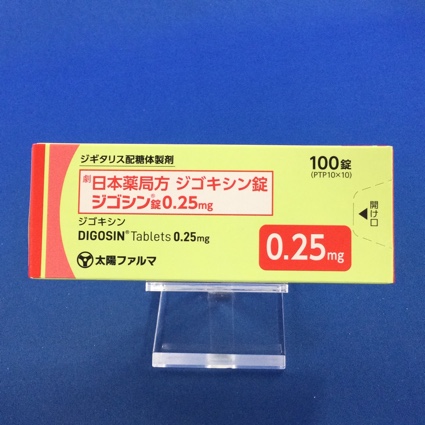 ジギタリス配糖体製剤
100錠
(PTP10×10)
劇 日本薬局方 ジゴキシン錠
ジゴシン®錠0.25mg
ジゴキシン
DIGOSIN® Tablets 0.25mg
太陽ファルマ
0.25mg
開け口